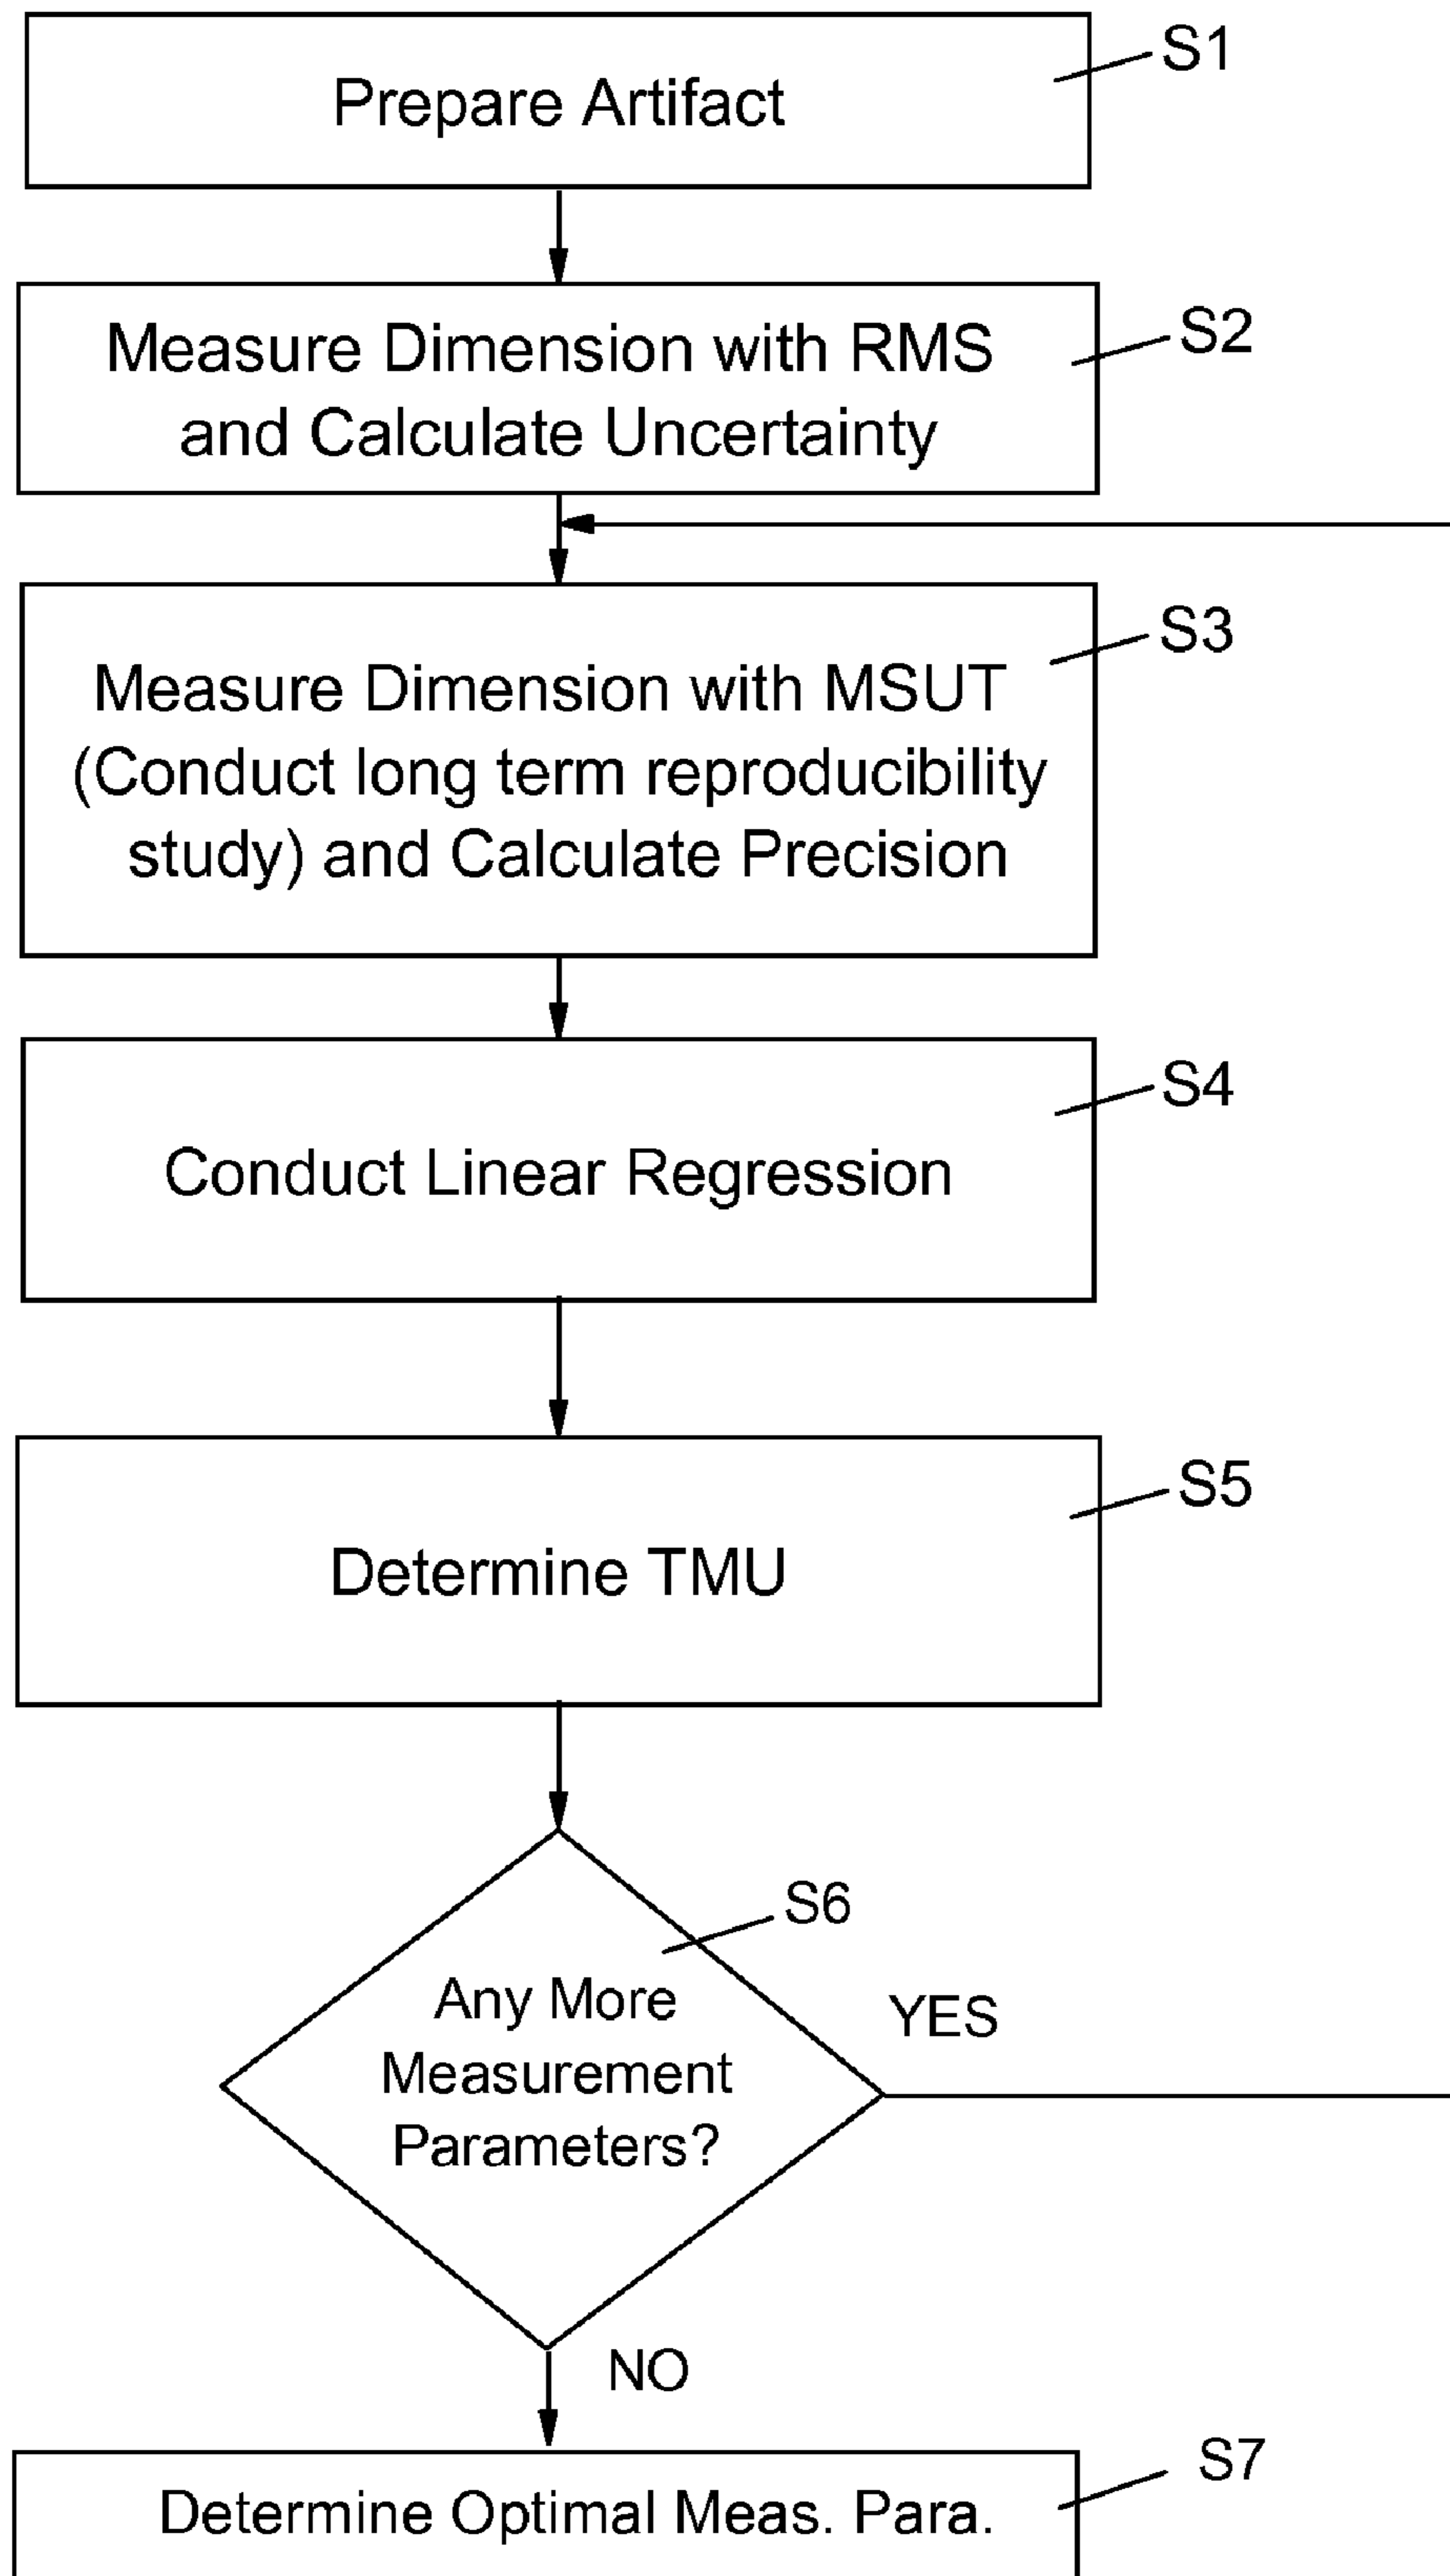 Prepare Artifact
S1
Measure Dimension with RMS
and Calculate Uncertainty
S2
Measure Dimension with MSUT
(Conduct long term reproducibility
study) and Calculate Precision
S3
Conduct Linear Regression
S4
Determine TMU
S5
Any More
Measurement
Parameters?
S6
YES
NO
Determine Optimal Meas. Para.
S7